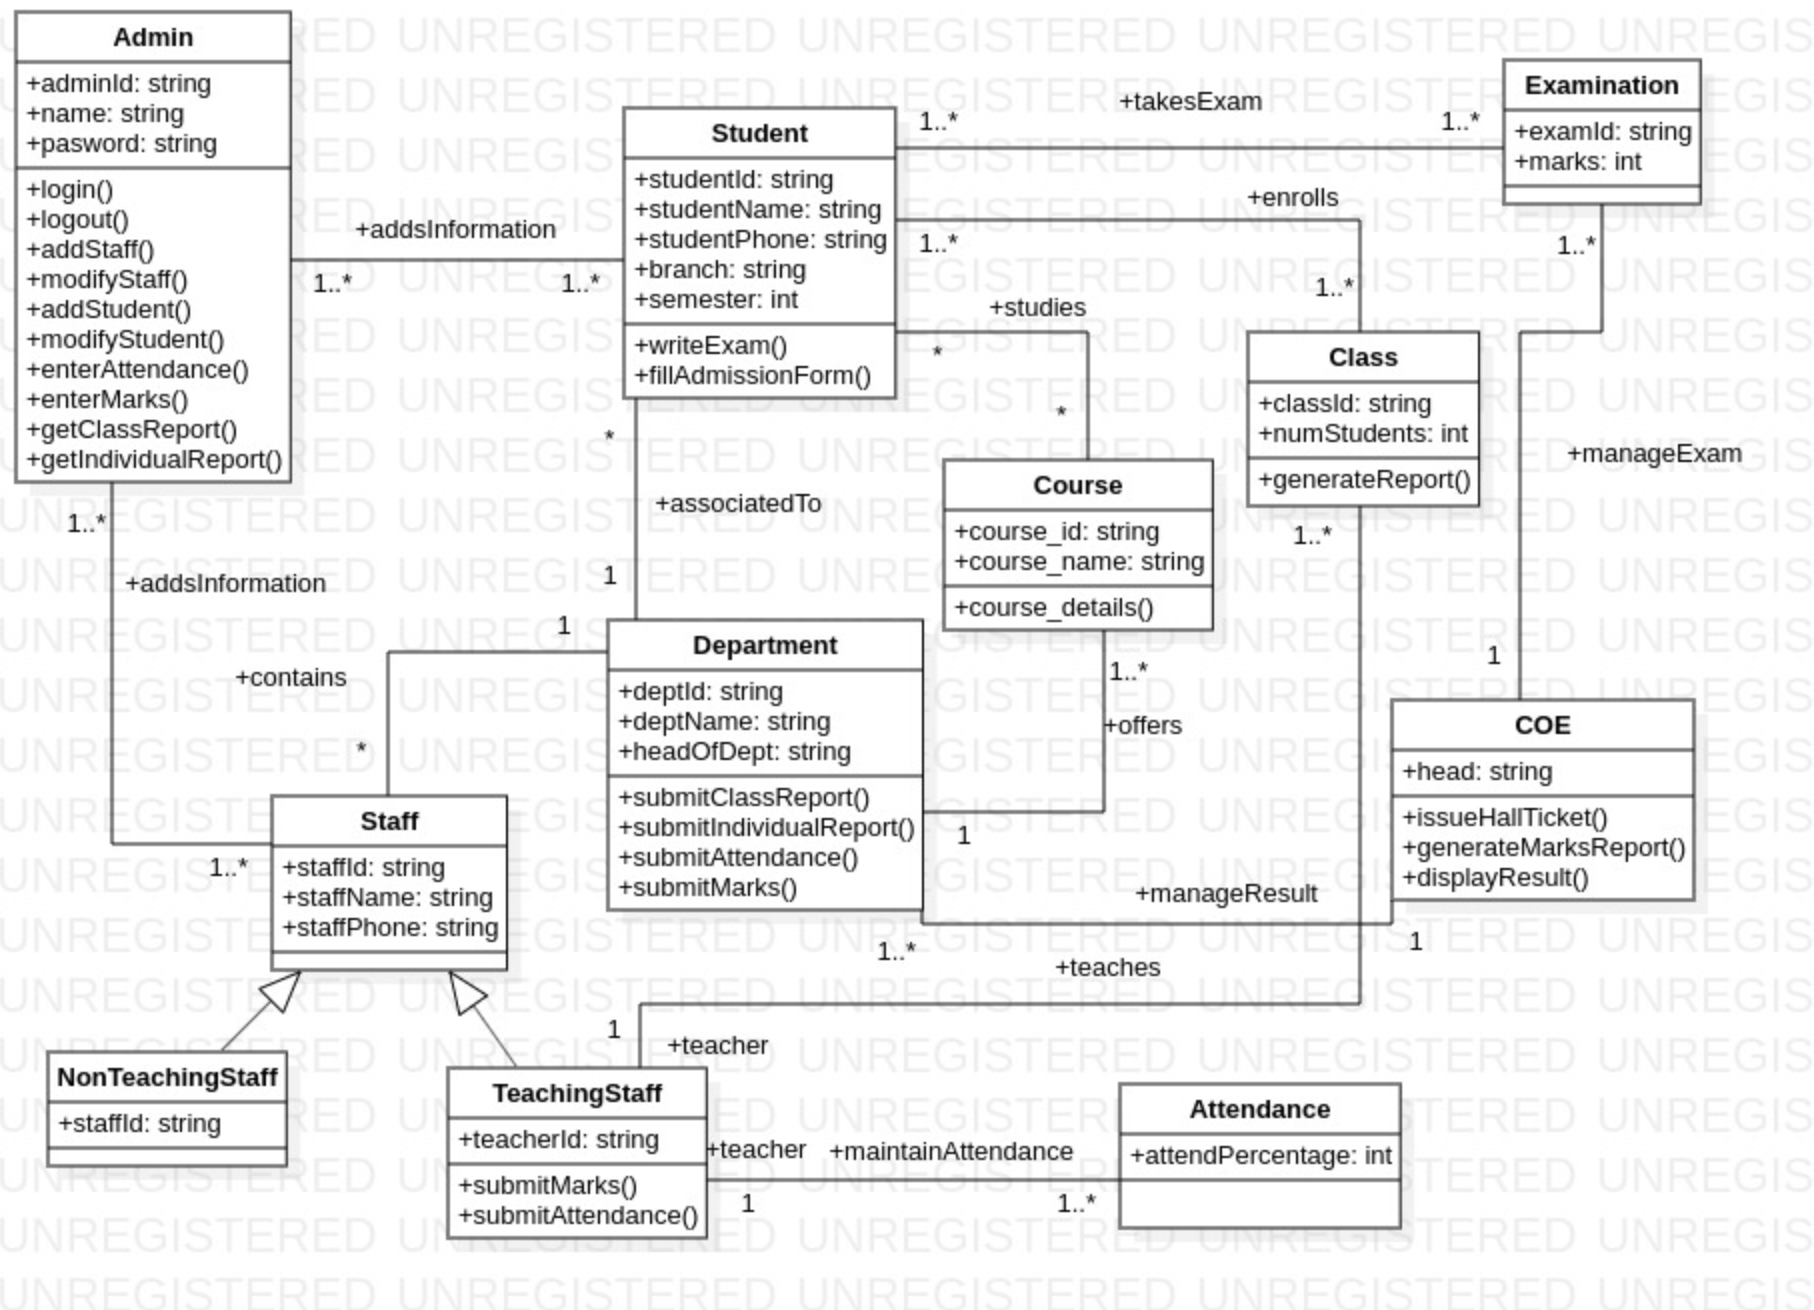 Admin
+adminId: string
+name: string
+pasword: string
+login()
+logout()
+addStaff()
+modifyStaff()
+addStudent()
+modifyStudent()
+enterAttendance()
+enterMarks()
+getClassReport()
+getIndividualReport()
+addsInformation
1..*
1..*
Student
+studentId: string
+studentName: string
+studentPhone: string
+branch: string
+semester: int
+writeExam()
+fillAdmissionForm()
+takesExam
1..*
1..*
Examination
+examId: string
+marks: int
+enrolls
1..*
1..*
+studies
*
*
Class
+classId: string
+numStudents: int
+generateReport()
1..*
1..*
+manageExam
1
Course
+course_id: string
+course_name: string
+course_details()
1..*
+offers
1
*
+associatedTo
1
1..*
+addsInformation
1..*
1
+contains
*
Department
+deptId: string
+deptName: string
+headOfDept: string
+submitClassReport()
+submitIndividualReport()
+submitAttendance()
+submitMarks()
COE
+head: string
+issueHallTicket()
+generateMarksReport()
+displayResult()
+manageResult
1..*
1
Staff
+staffId: string
+staffName: string
+staffPhone: string
+teaches
1
+teacher
NonTeachingStaff
+staffId: string
TeachingStaff
+teacherId: string
+submitMarks()
+submitAttendance()
+teacher
+maintainAttendance
1
1..*
Attendance
+attendPercentage: int
UNREGISTERED